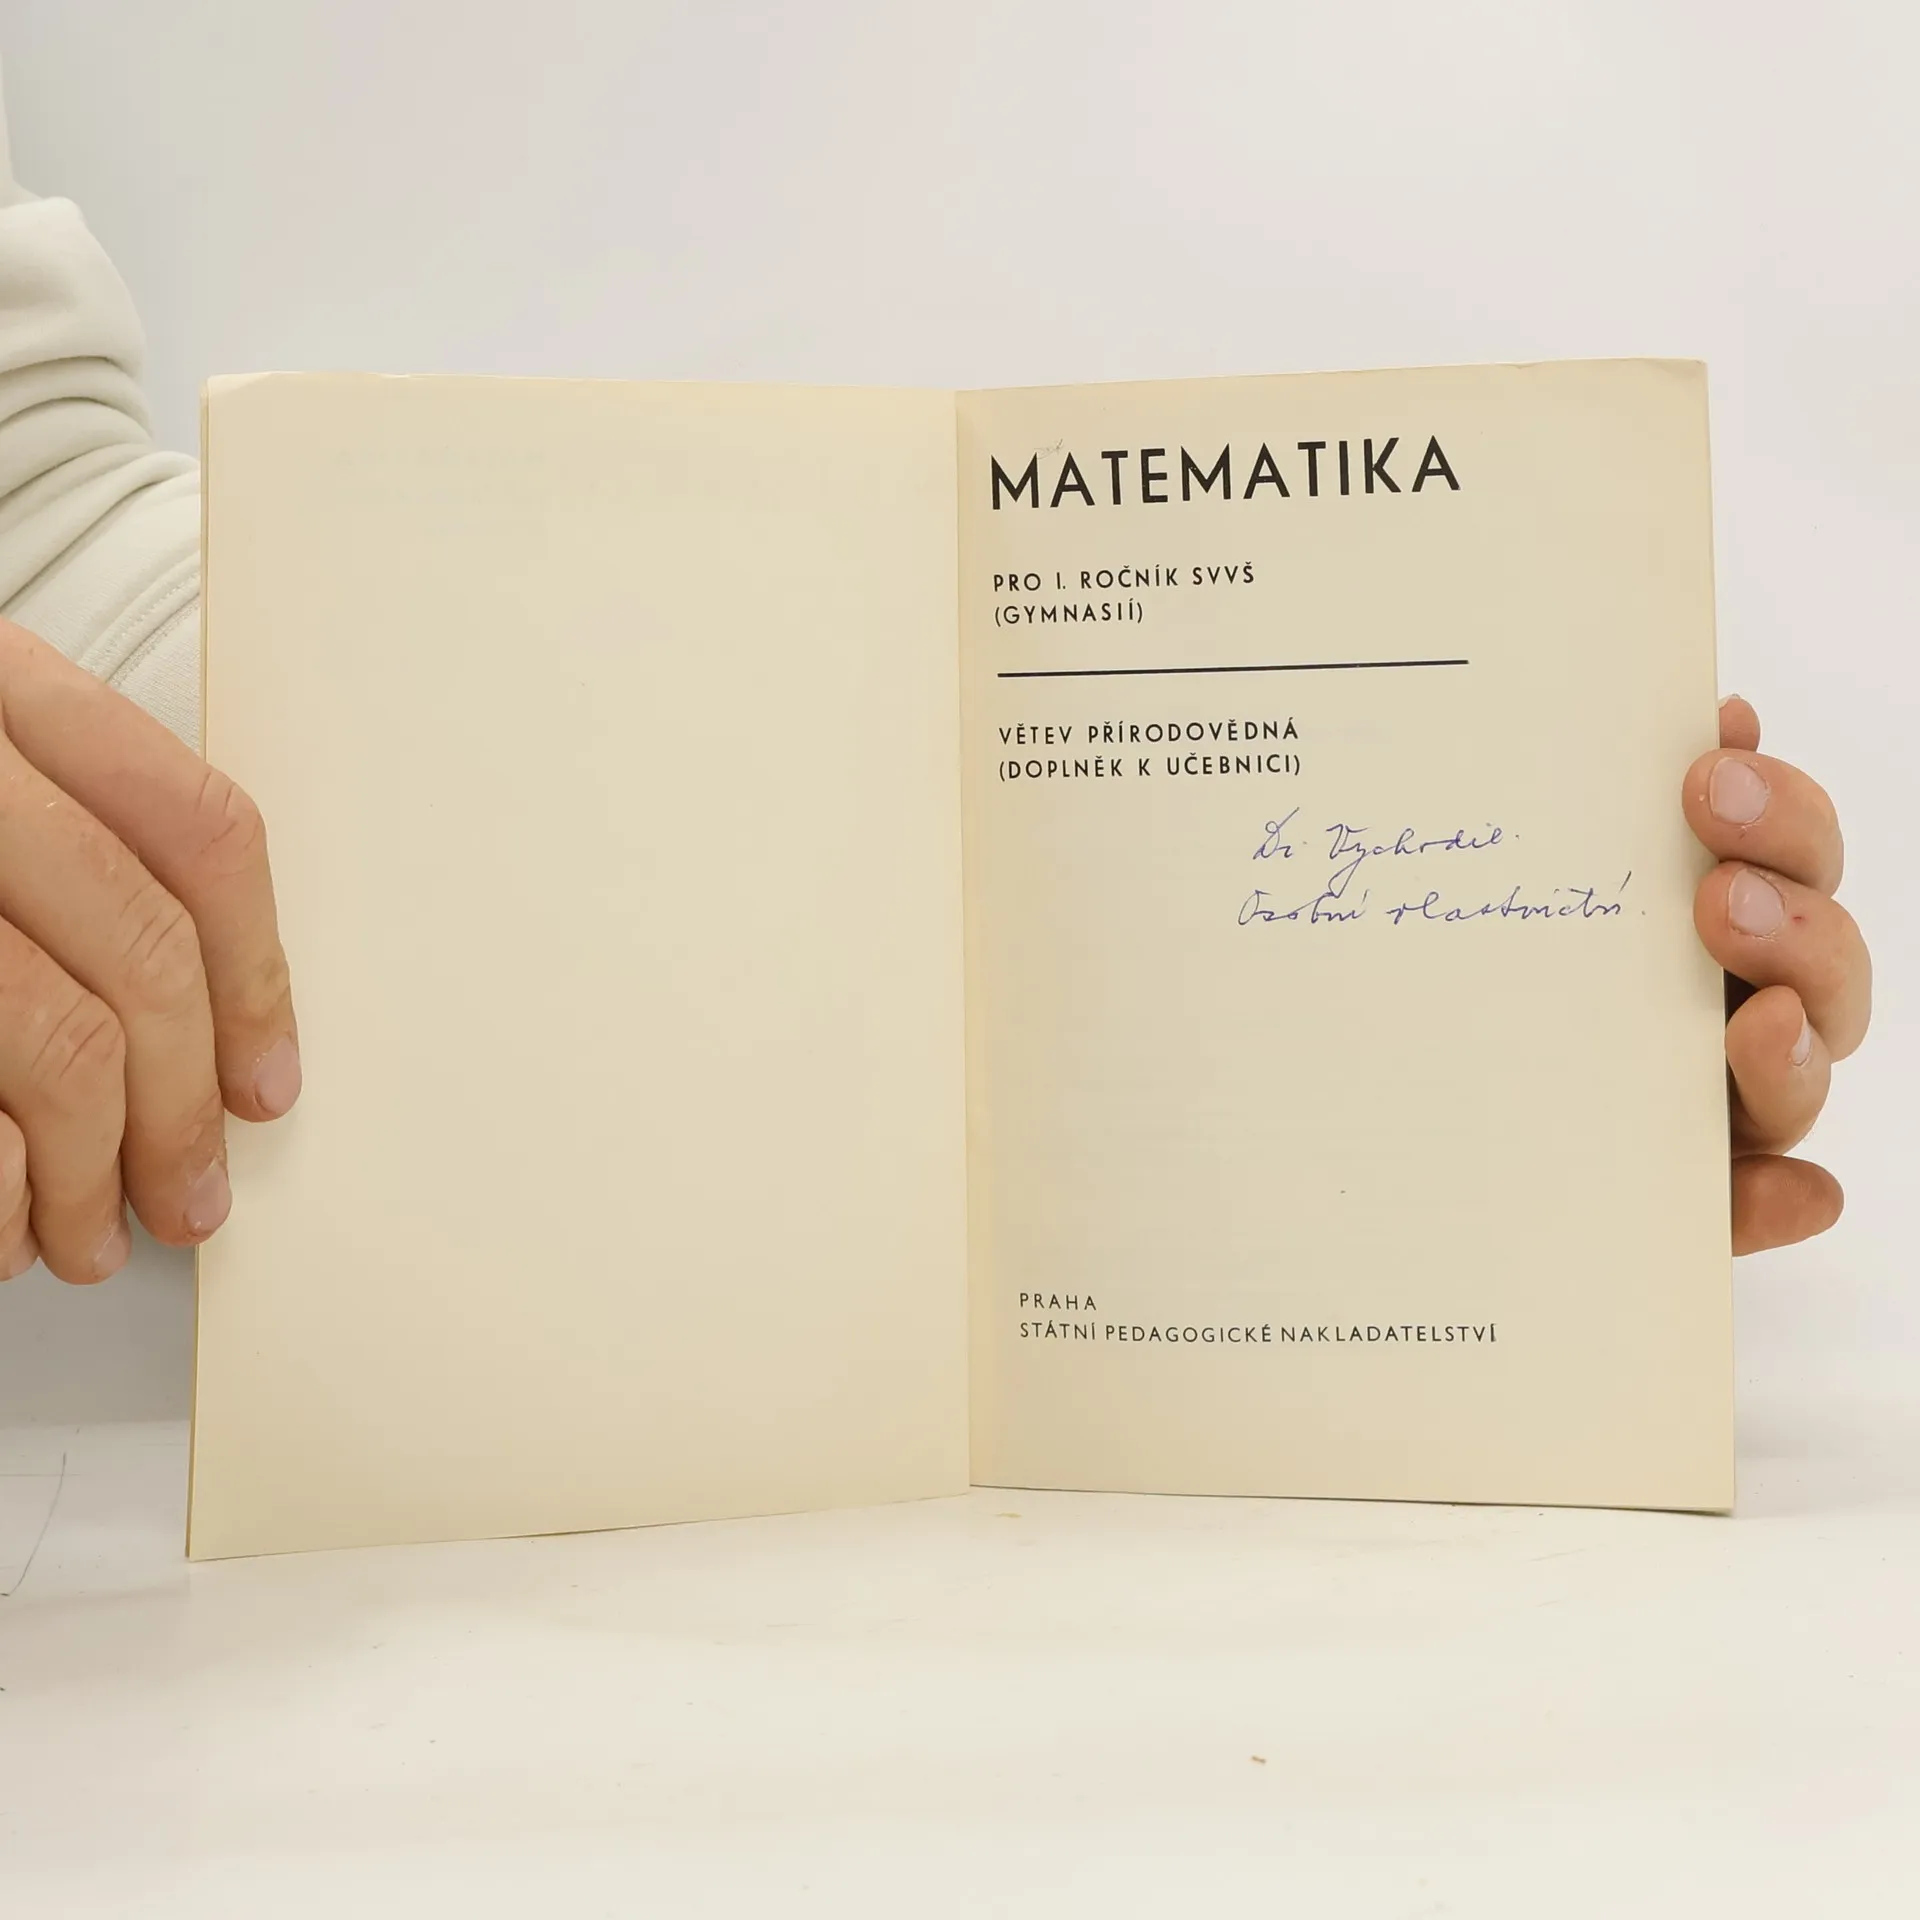 MATEMATIKA
PRO I. ROČNÍK SVVŠ
(GYMNASIÍ)
VĚTEV PŘÍRODOVĚDNÁ
(DOPLNĚK K UČEBNICI)
Dr. Vychodil.
Osobní vlastnictví.
PRAHA
STÁTNÍ PEDAGOGICKÉ NAKLADATELSTVÍ